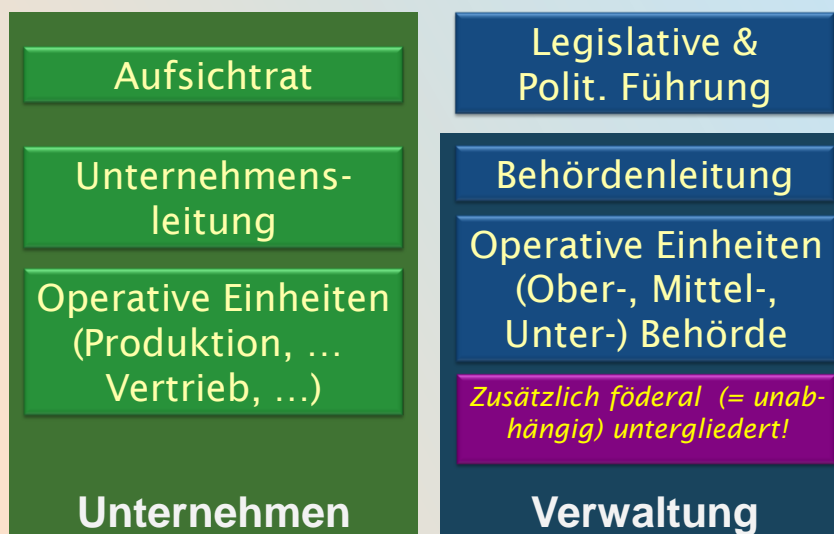 Aufsichtrat
Unternehmens-
leitung
Operative Einheiten
(Produktion, …
Vertrieb, …)
Unternehmen
Legislative &
Polit. Führung
Behördenleitung
Operative Einheiten
(Ober-, Mittel-,
Unter-) Behörde
Zusätzlich föderal (= unab-
hängig) untergliedert!
Verwaltung